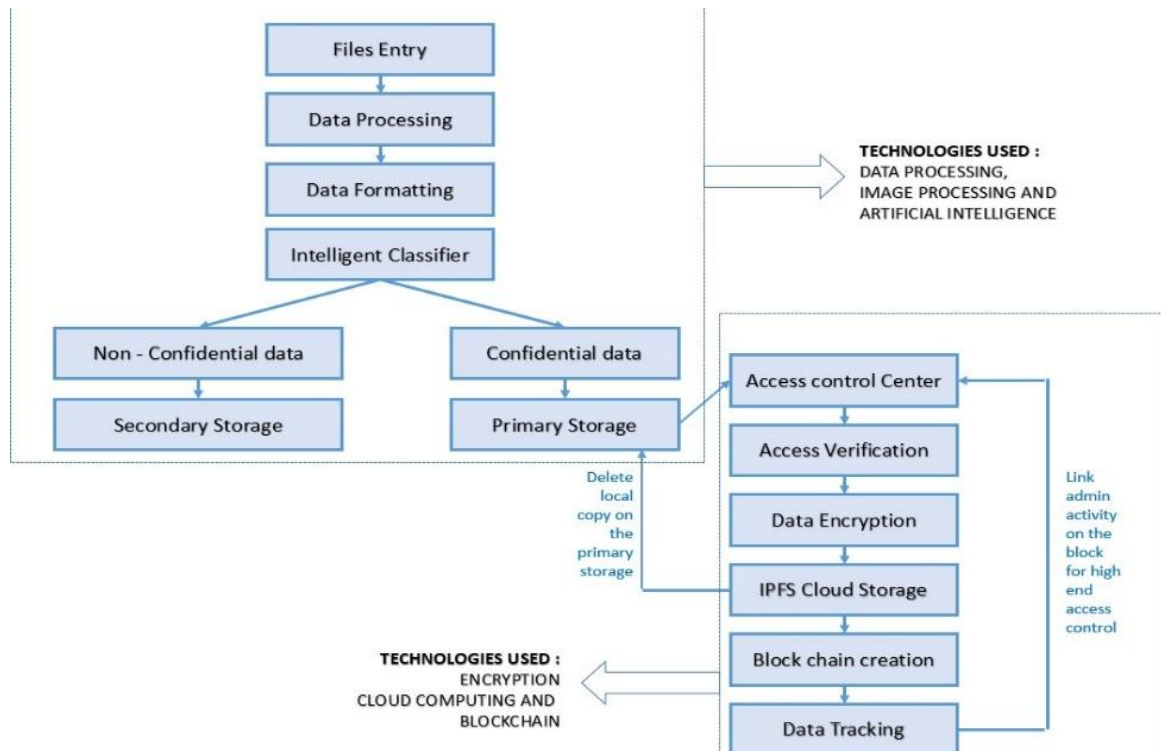 Files Entry
Data Processing
Data Formatting
Intelligent Classifier
Non - Confidential data
Confidential data
Secondary Storage
Primary Storage
TECHNOLOGIES USED :
DATA PROCESSING,
IMAGE PROCESSING AND
ARTIFICIAL INTELLIGENCE
Access control Center
Access Verification
Data Encryption
IPFS Cloud Storage
Block chain creation
Data Tracking
Delete
local
copy on
the
primary
storage
Link
admin
activity
on the
block
for high
end
access
control
TECHNOLOGIES USED :
ENCRYPTION
CLOUD COMPUTING AND
BLOCKCHAIN